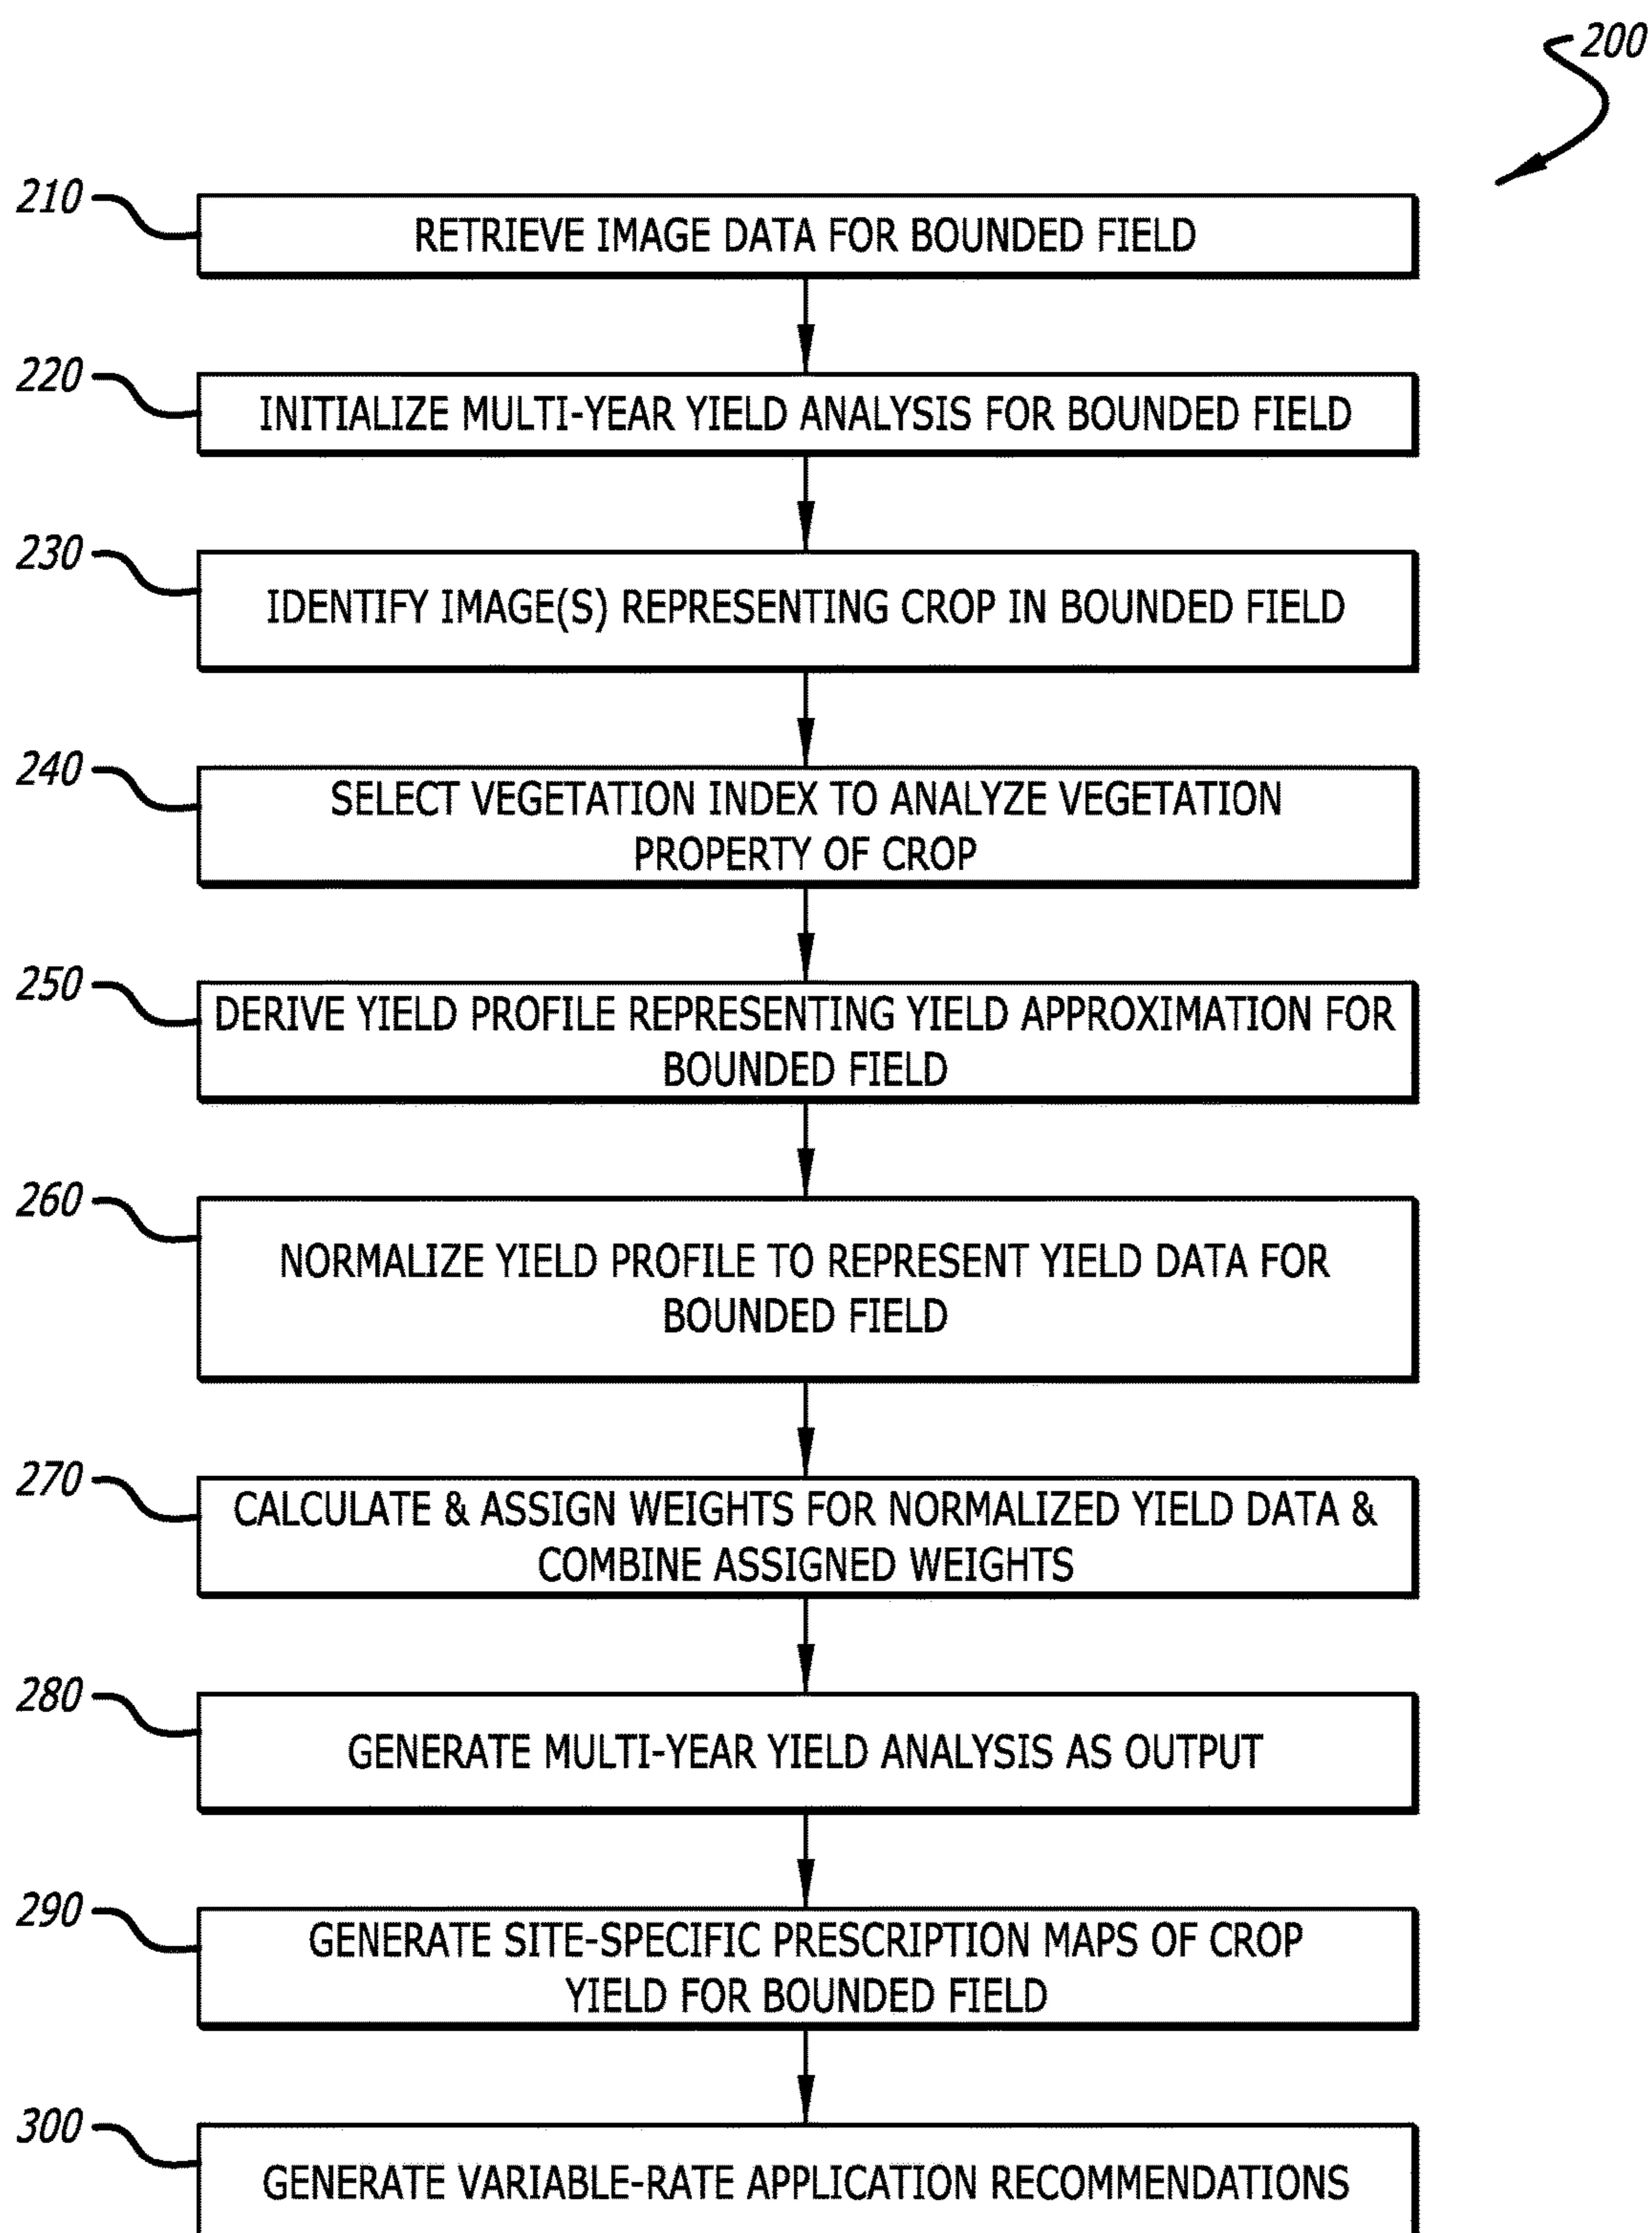 200
210
RETRIEVE IMAGE DATA FOR BOUNDED FIELD
220
INITIALIZE MULTI-YEAR YIELD ANALYSIS FOR BOUNDED FIELD
230
IDENTIFY IMAGE(S) REPRESENTING CROP IN BOUNDED FIELD
240
SELECT VEGETATION INDEX TO ANALYZE VEGETATION
PROPERTY OF CROP
250
DERIVE YIELD PROFILE REPRESENTING YIELD APPROXIMATION FOR
BOUNDED FIELD
260
NORMALIZE YIELD PROFILE TO REPRESENT YIELD DATA FOR
BOUNDED FIELD
270
CALCULATE & ASSIGN WEIGHTS FOR NORMALIZED YIELD DATA &
COMBINE ASSIGNED WEIGHTS
280
GENERATE MULTI-YEAR YIELD ANALYSIS AS OUTPUT
290
GENERATE SITE-SPECIFIC PRESCRIPTION MAPS OF CROP
YIELD FOR BOUNDED FIELD
300
GENERATE VARIABLE-RATE APPLICATION RECOMMENDATIONS